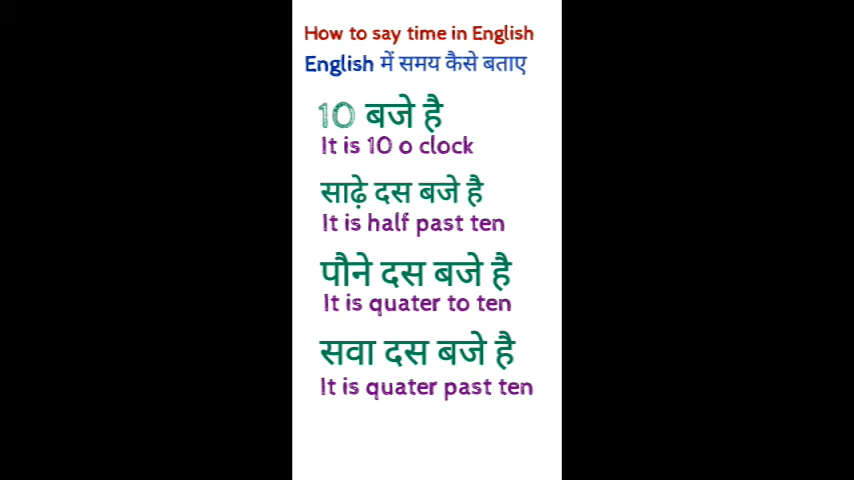 How to say time in English
English में समय कैसे बताए
10 बजे है
It is 10 o clock
साढ़े दस बजे है
It is half past ten
पौने दस बजे है
It is quater to ten
सवा दस बजे है
It is quater past ten